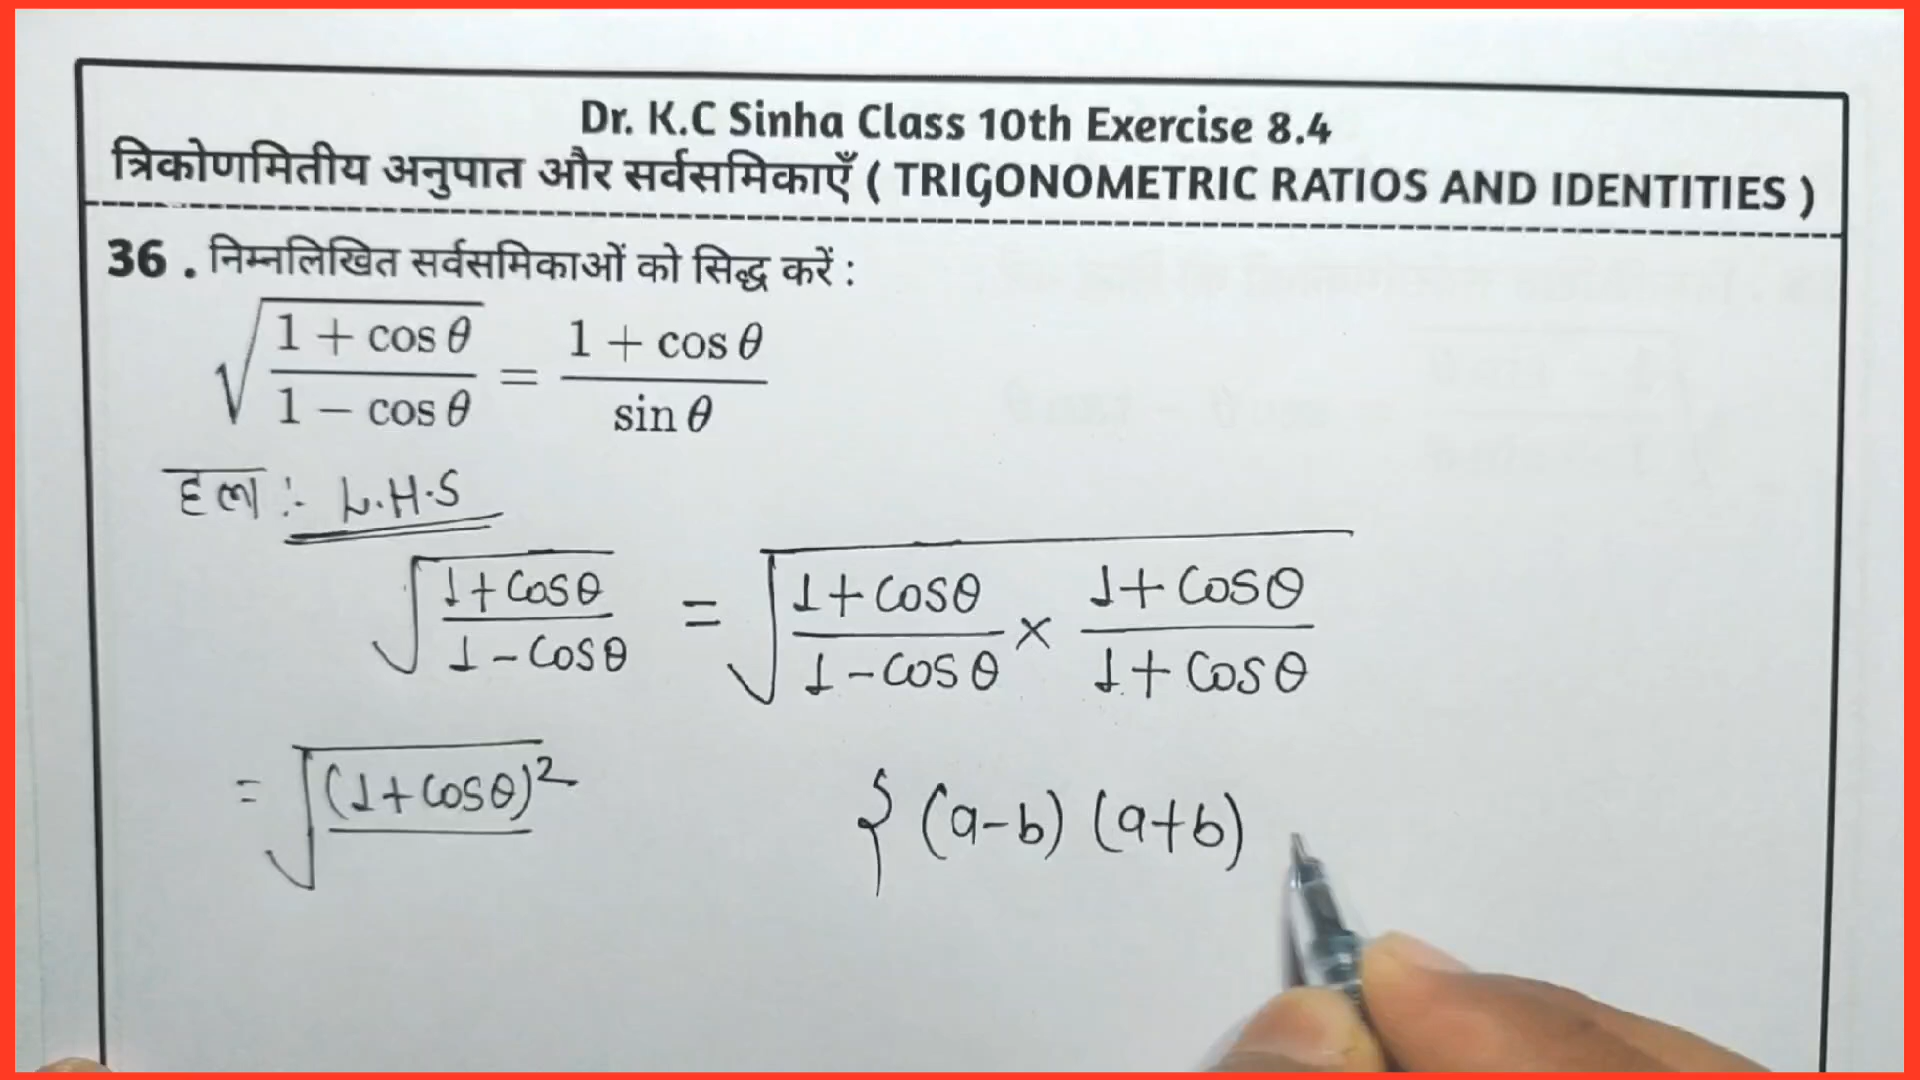 Dr. K.C Sinha Class 10th Exercise 8.4
त्रिकोणमितीय अनुपात और सर्वसमिकाएँ ( TRIGONOMETRIC RATIOS AND IDENTITIES )
36 . निम्नलिखित सर्वसमिकाओं को सिद्ध करें :
√((1 + cos θ)/(1 − cos θ)) = (1 + cos θ)/(sin θ)
हल :- L.H.S
√((1+cosθ)/(1-cosθ)) = √((1+cosθ)/(1-cosθ) × (1+cosθ)/(1+cosθ))
= √((1+cosθ)²
{ (a-b) (a+b)